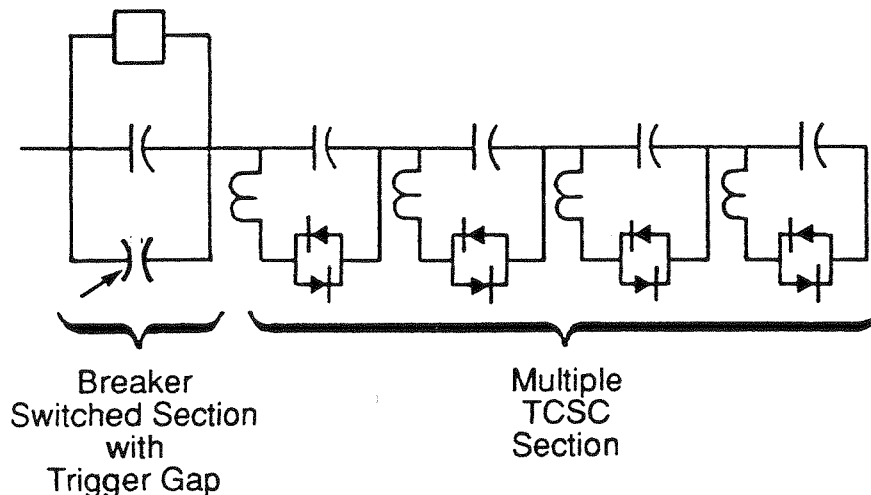 Breaker
Switched Section
with
Trigger Gap
Multiple
TCSC
Section